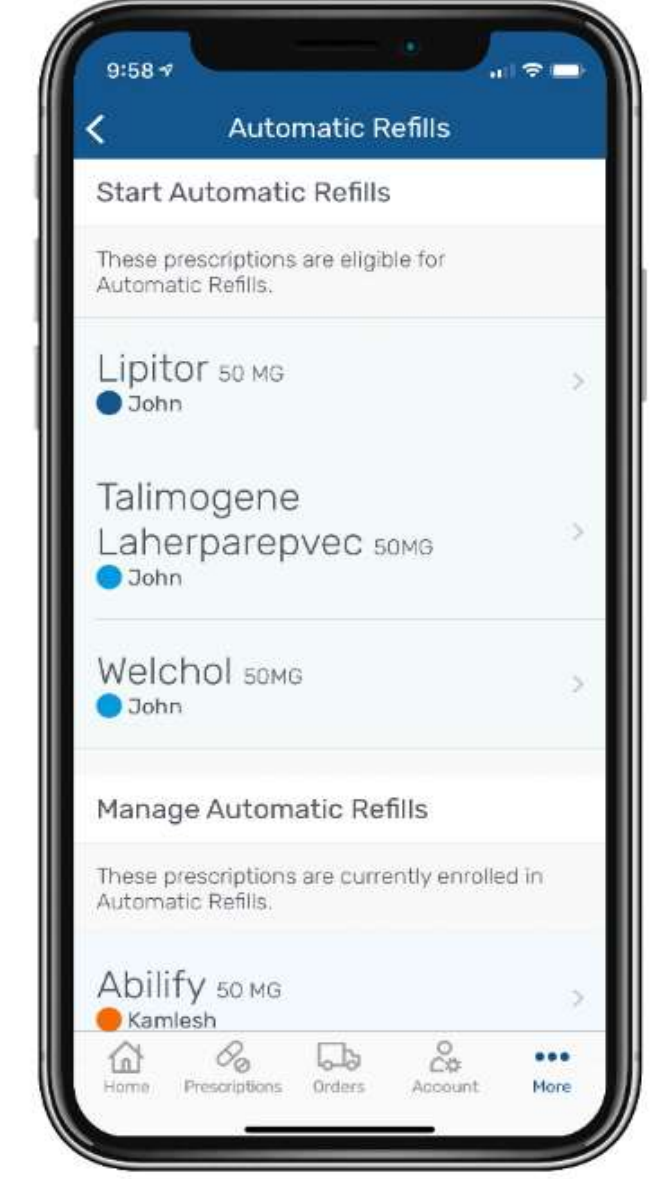 9:58
Automatic Refills
Start Automatic Refills
These prescriptions are eligible for
Automatic Refills.
Lipitor 50 MG
John
Talimogene
Laherparepvec 50MG
John
Welchol 50MG
John
Manage Automatic Refills
These prescriptions are currently enrolled in
Automatic Refills.
Abilify 50 MG
Kamlesh
Home Prescriptions Orders Account More